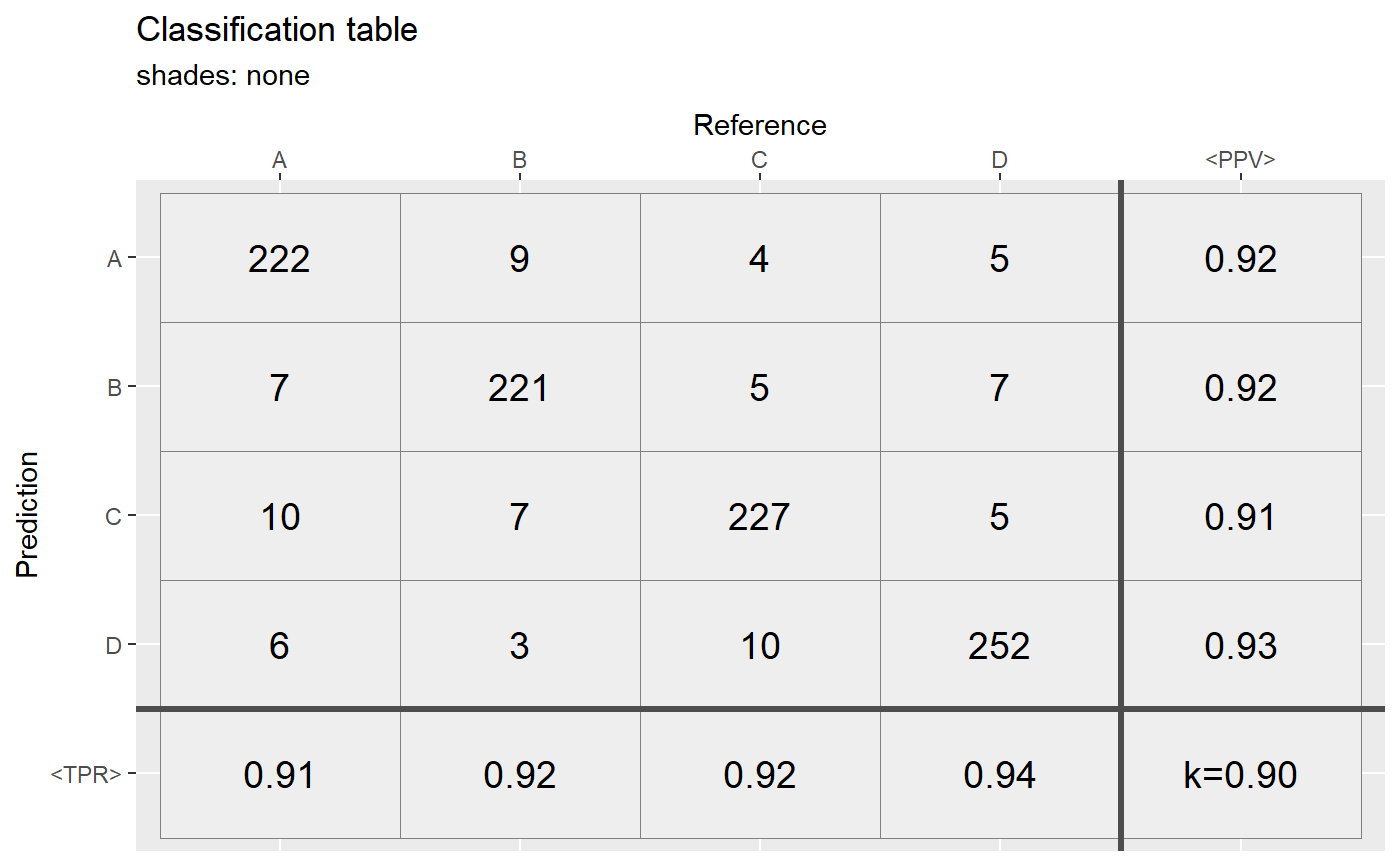 Classification table
shades: none
Reference
A B C D <PPV>
A 222 9 4 5 0.92
B 7 221 5 7 0.92
C 10 7 227 5 0.91
D 6 3 10 252 0.93
<TPR> 0.91 0.92 0.92 0.94 k=0.90
Prediction